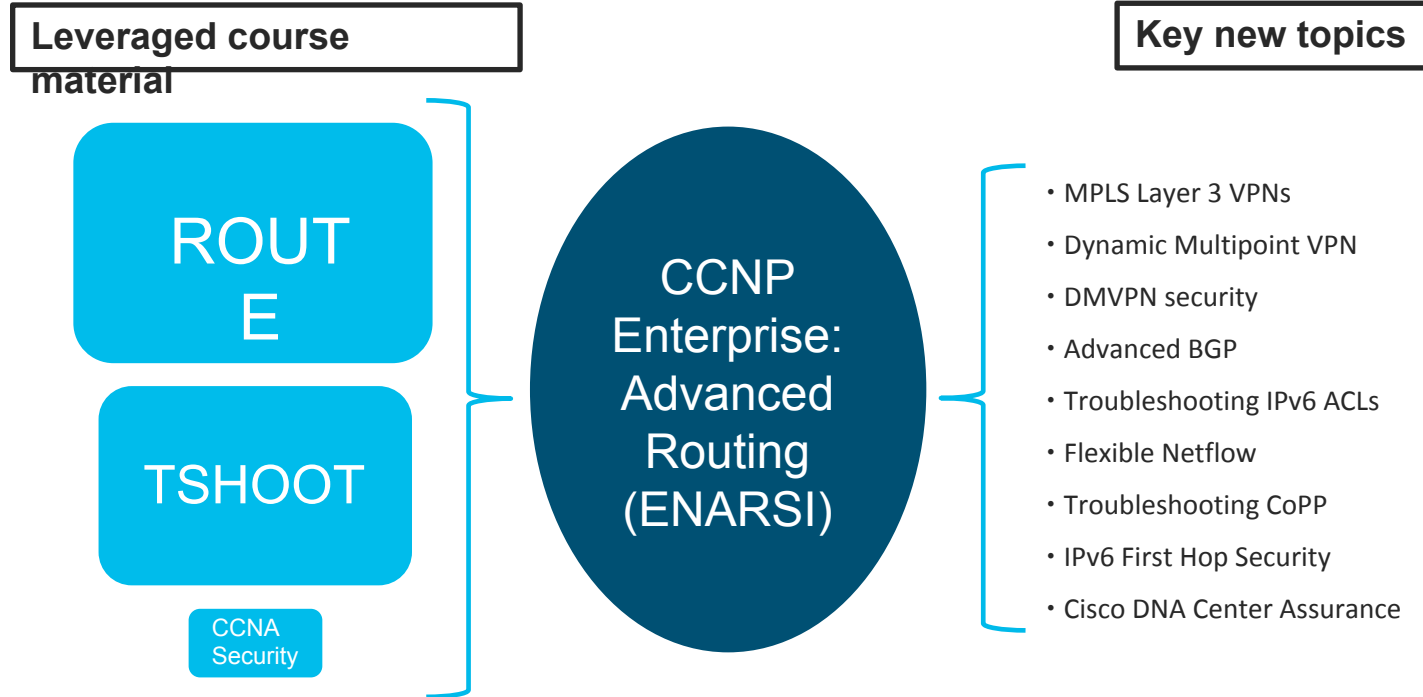 Leveraged course
material
Key new topics
ROUT
E
TSHOOT
CCNA
Security
CCNP
Enterprise:
Advanced
Routing
(ENARSI)
・MPLS Layer 3 VPNs
・Dynamic Multipoint VPN
・DMVPN security
・Advanced BGP
・Troubleshooting IPv6 ACLs
・Flexible Netflow
・Troubleshooting CoPP
・IPv6 First Hop Security
・Cisco DNA Center Assurance